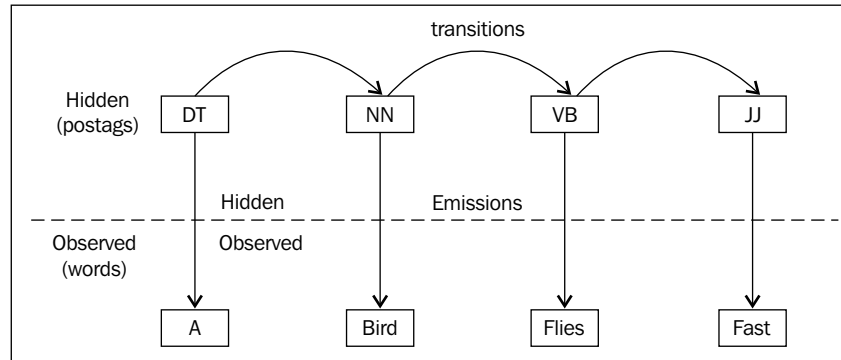 transitions
Hidden
(postags)
DT
NN
VB
JJ
Hidden
Emissions
Observed
(words)
Observed
A
Bird
Flies
Fast